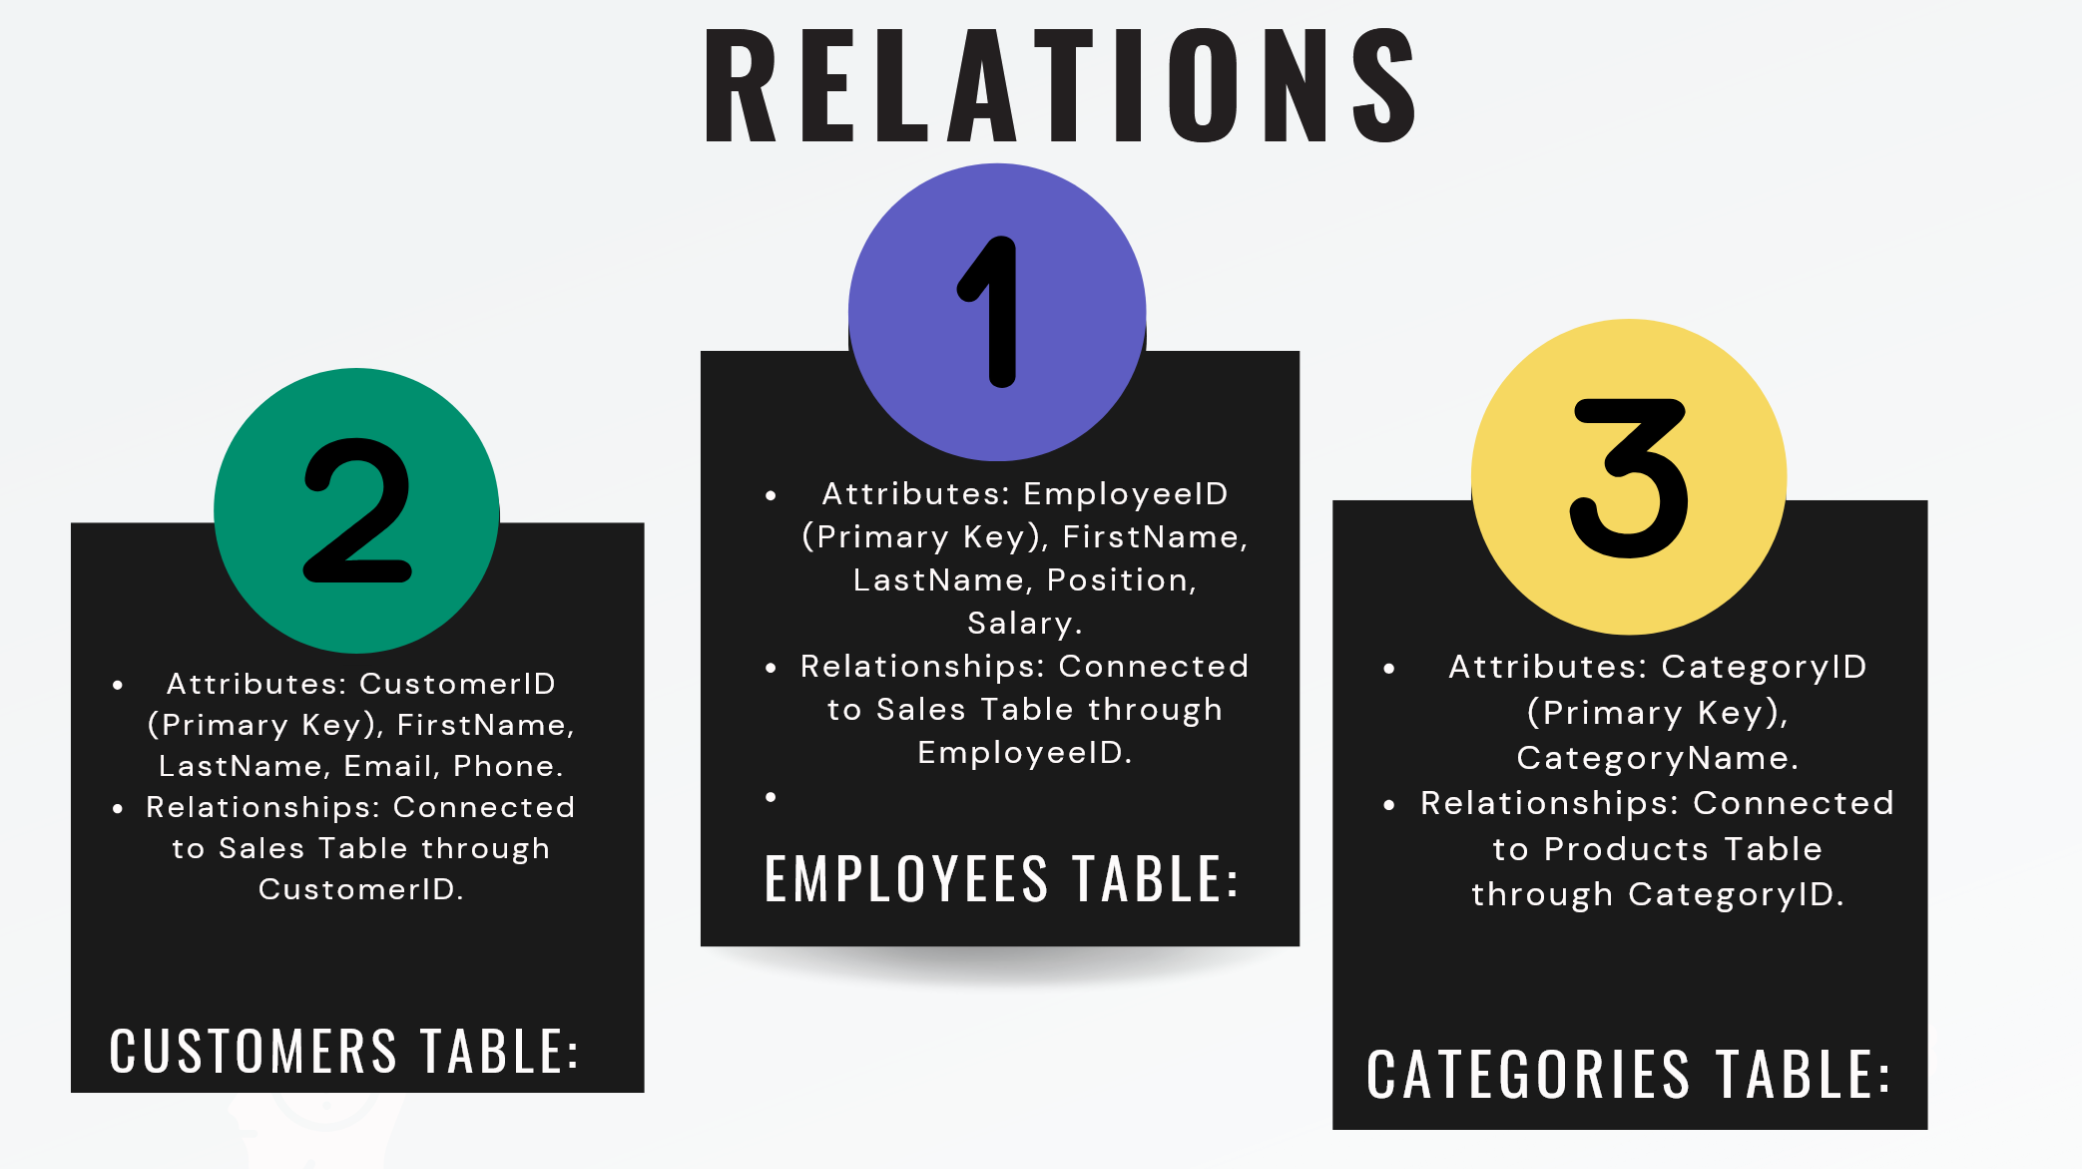 RELATIONS
1
• Attributes: EmployeeID
(Primary Key), FirstName,
LastName, Position,
Salary.
• Relationships: Connected
to Sales Table through
EmployeeID.
•
EMPLOYEES TABLE:
2
• Attributes: CustomerID
(Primary Key), FirstName,
LastName, Email, Phone.
• Relationships: Connected
to Sales Table through
CustomerID.
CUSTOMERS TABLE:
3
• Attributes: CategoryID
(Primary Key),
CategoryName.
• Relationships: Connected
to Products Table
through CategoryID.
CATEGORIES TABLE: